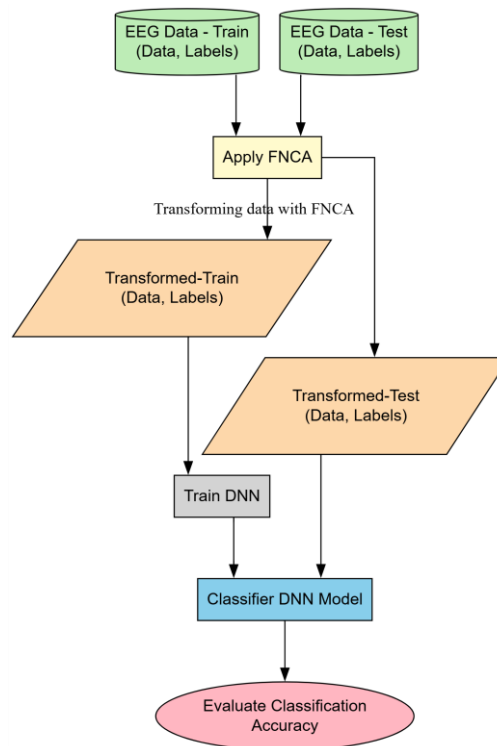 EEG Data - Train
(Data, Labels)
EEG Data - Test
(Data, Labels)
Apply FNCA
Transforming data with FNCA
Transformed-Train
(Data, Labels)
Transformed-Test
(Data, Labels)
Train DNN
Classifier DNN Model
Evaluate Classification
Accuracy